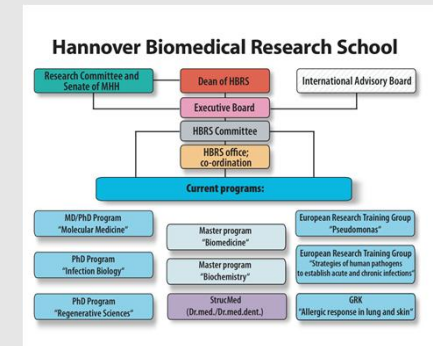 Hannover Biomedical Research School
Research Committee and
Senate of MHH
Dean of HBRS
International Advisory Board
Executive Board
HBRS Committee
HBRS office;
co-ordination
Current programs:
MD/PhD Program
"Molecular Medicine"
Master program
"Biomedicine"
European Research Training Group
"Pseudomonas"
PhD Program
"Infection Biology"
Master program
"Biochemistry"
European Research Training Group
"Strategies of human pathogens
to establish acute and chronic infections"
PhD Program
"Regenerative Sciences"
StrucMed
(Dr.med./Dr.med.dent.)
GRK
"Allergic response in lung and skin"